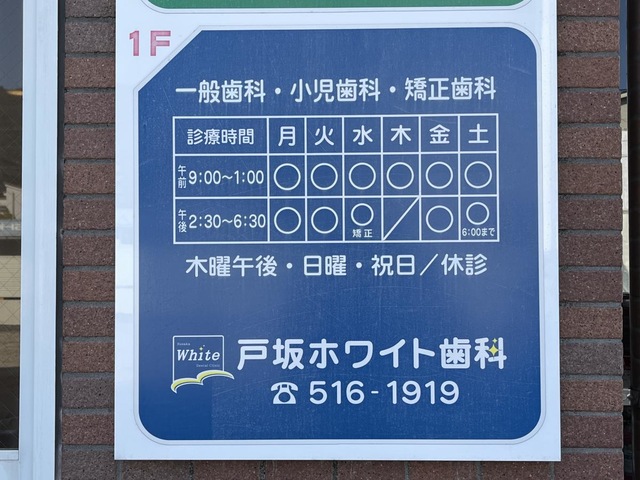 1F
一般歯科・小児歯科・矯正歯科
診療時間 月 火 水 木 金 土
午前 9:00〜1:00 ○ ○ ○ ○ ○ ○
午後 2:30〜6:30 ○ ○ ○矯正 ／ ○ ○6:00まで
木曜午後・日曜・祝日／休診
White
戸坂ホワイト歯科
☎516-1919